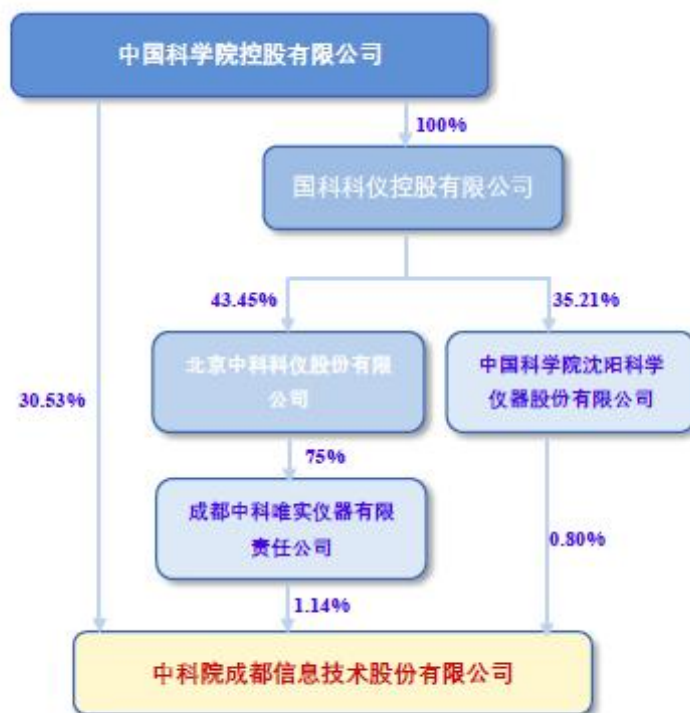 中国科学院控股有限公司
100%
国科科仪控股有限公司
43.45%
35.21%
北京中科科仪股份有限
公司
中国科学院沈阳科学
仪器股份有限公司
30.53%
75%
成都中科唯实仪器有限
责任公司
0.80%
1.14%
中科院成都信息技术股份有限公司